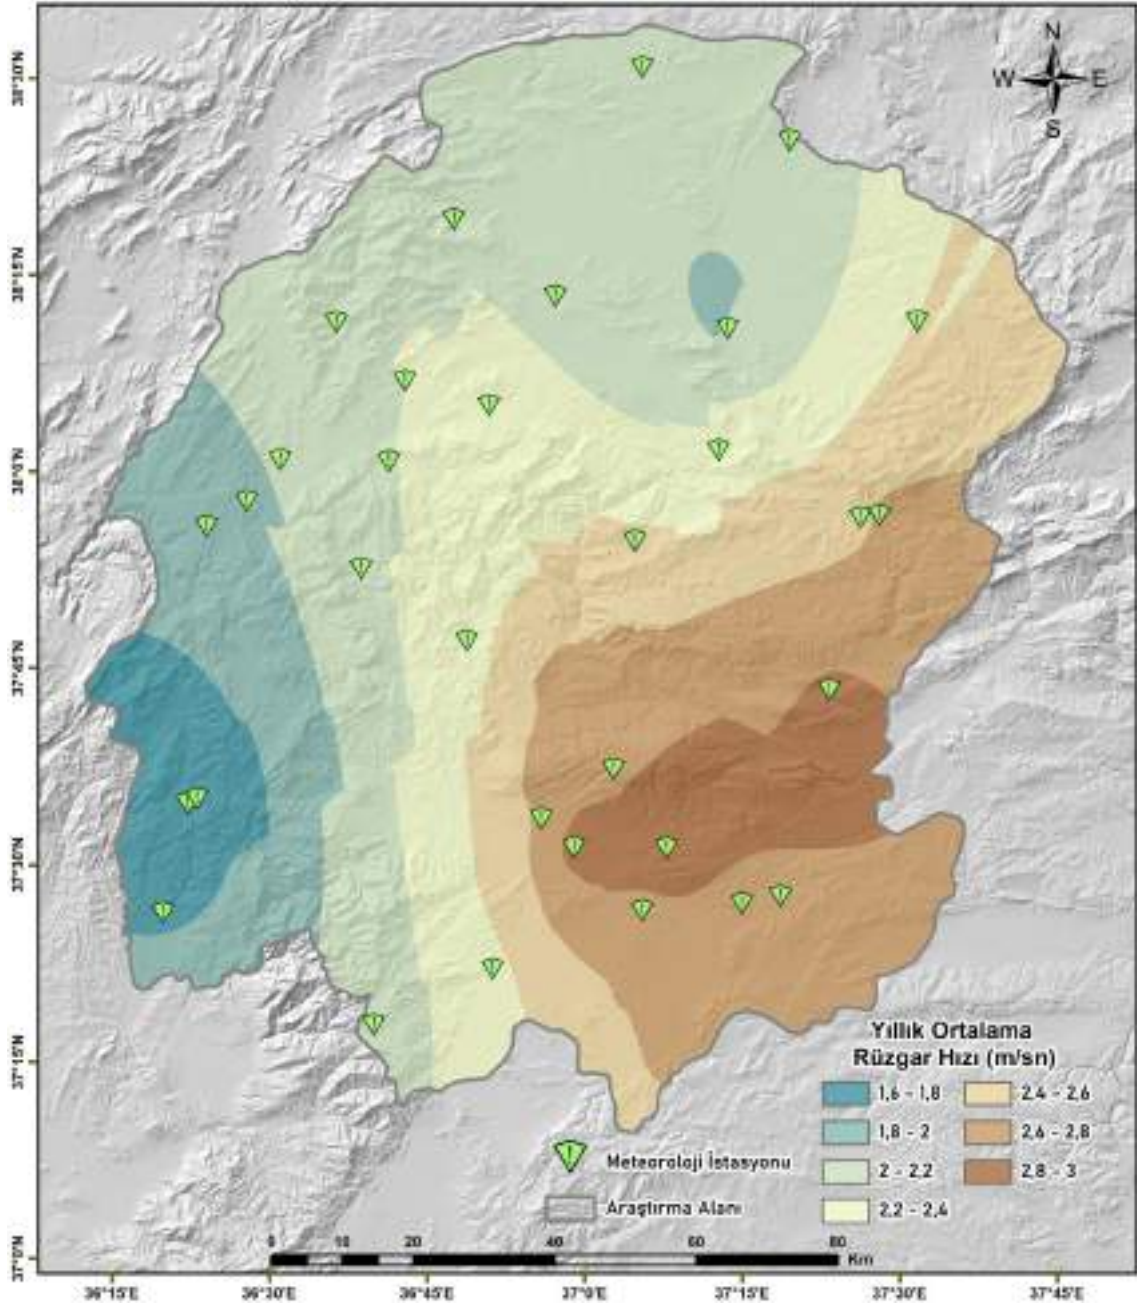 N
W E
S
38°30'N
38°15'N
38°0'N
37°45'N
37°30'N
37°15'N
37°0'N
Yıllık Ortalama
Rüzgar Hızı (m/sn)
1,6 - 1,8
2,4 - 2,6
1,8 - 2
2,6 - 2,8
2 - 2,2
2,8 - 3
2,2 - 2,4
Meteoroloji İstasyonu
Araştırma Alanı
0 10 20 40 60 80
Km
36°15'E 36°30'E 36°45'E 37°0'E 37°15'E 37°30'E 37°45'E